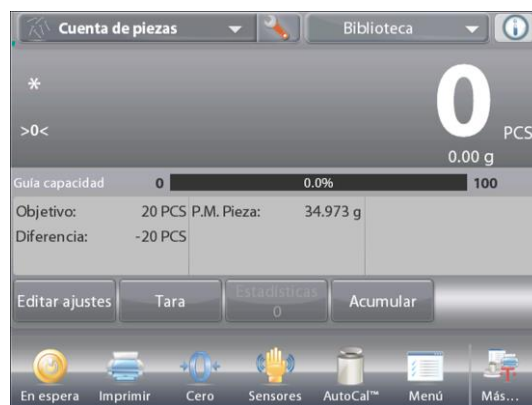 Cuenta de piezas
Biblioteca
*
0
>0<
PCS
0.00 g
Guía capacidad 0 0.0% 100
Objetivo: 20 PCS P.M. Pieza: 34.973 g
Diferencia: -20 PCS
Editar ajustes Tara Estadísticas Acumular
0
En espera Imprimir Cero Sensores AutoCal™ Menú Más...